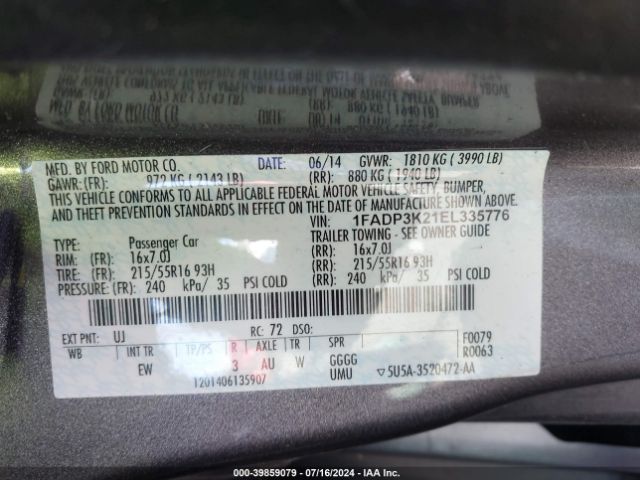 MFD. BY FORD MOTOR CO. DATE: 06/14 GVWR: 1810 KG ( 3990 LB)
GAWR: (FR): 972 KG ( 2143 LB) (RR): 880 KG ( 1940 LB)
THIS VEHICLE CONFORMS TO ALL APPLICABLE FEDERAL MOTOR VEHICLE SAFETY, BUMPER,
AND THEFT PREVENTION STANDARDS IN EFFECT ON THE DATE OF MANUFACTURE SHOWN ABOVE.
VIN: 1FADP3K21EL335776
TYPE: Passenger Car TRAILER TOWING - SEE OWNER GUIDE
RIM: (FR): 16x7.0J (RR): 16x7.0J
TIRE: (FR): 215/55R16 93H (RR): 215/55R16 93H
PRESSURE: (FR): 240 kPa/ 35 PSI COLD (RR): 240 kPa/ 35 PSI COLD
EXT PNT: UJ RC: 72 DSO: F0079
WB INT TR TP/PS R AXLE TR SPR R0063
EW 3 AU W GGGG
1201406135907 UMU ▽5U5A-3520472-AA
100% - 39859079 - 07/16/2024 - IAA Inc.